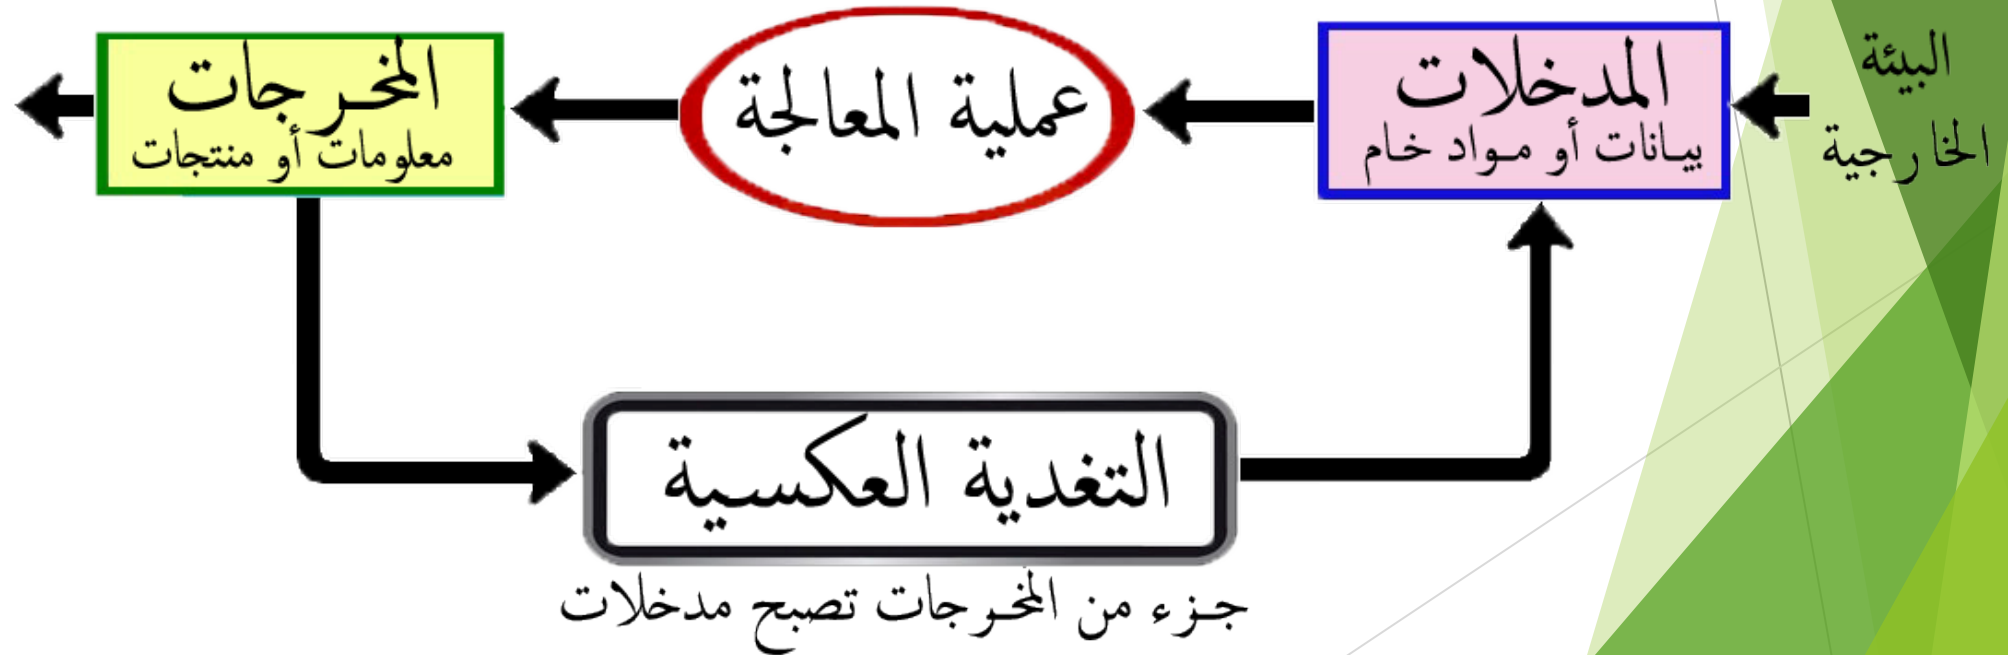 البيئة
الخارجية
المدخلات
بيانات أو مواد خام
عملية المعالجة
المخرجات
معلومات أو منتجات
التغدية العكسية
جزء من المخرجات تصبح مدخلات